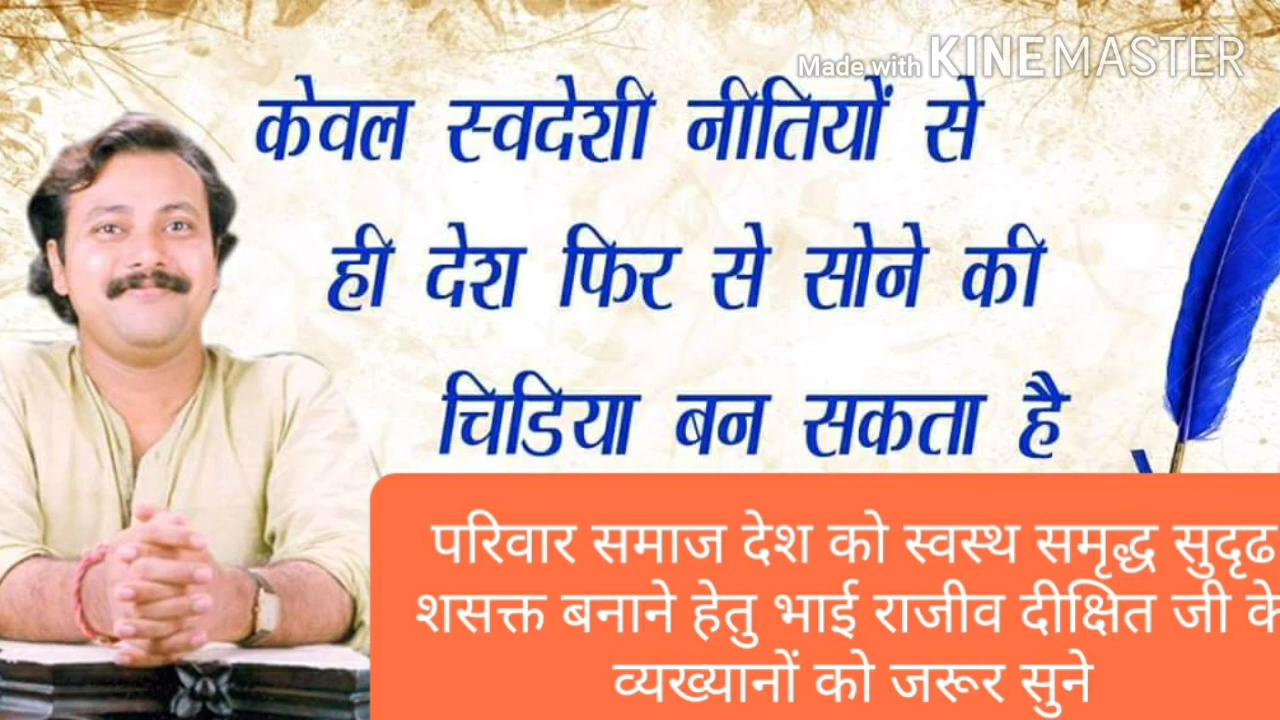 Made with KINEMASTER
केवल स्वदेशी नीतियों से
ही देश फिर से सोने की
चिडिया बन सकता है
परिवार समाज देश को स्वस्थ समृद्ध सुदृढ
शसक्त बनाने हेतु भाई राजीव दीक्षित जी के
व्यख्यानों को जरूर सुने